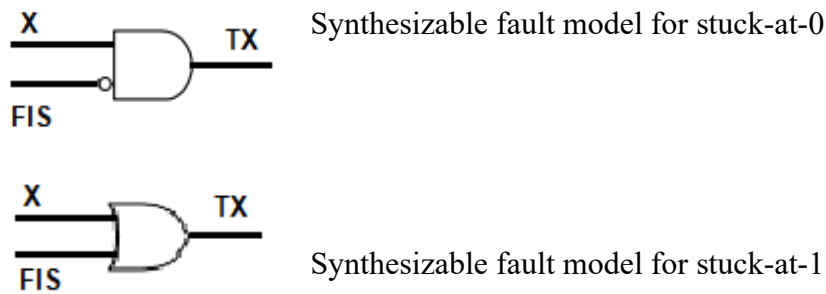 X
TX
Synthesizable fault model for stuck-at-0
FIS
X
TX
FIS
Synthesizable fault model for stuck-at-1